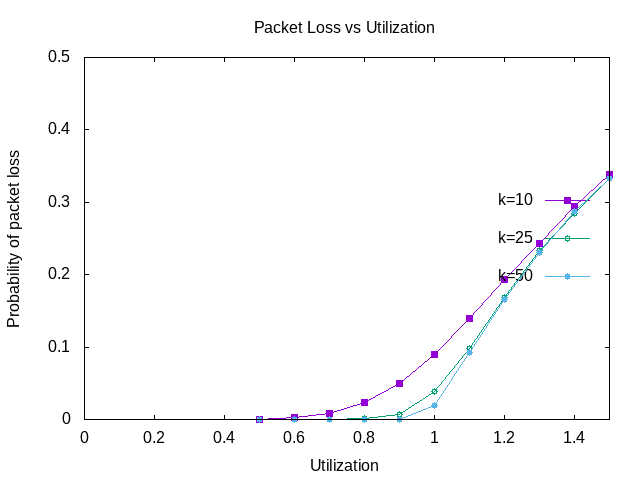 Packet Loss vs Utilization
0.5
0.4
0.3
0.2
0.1
0
Probability of packet loss
k=10
k=25
k=50
0 0.2 0.4 0.6 0.8 1 1.2 1.4
Utilization